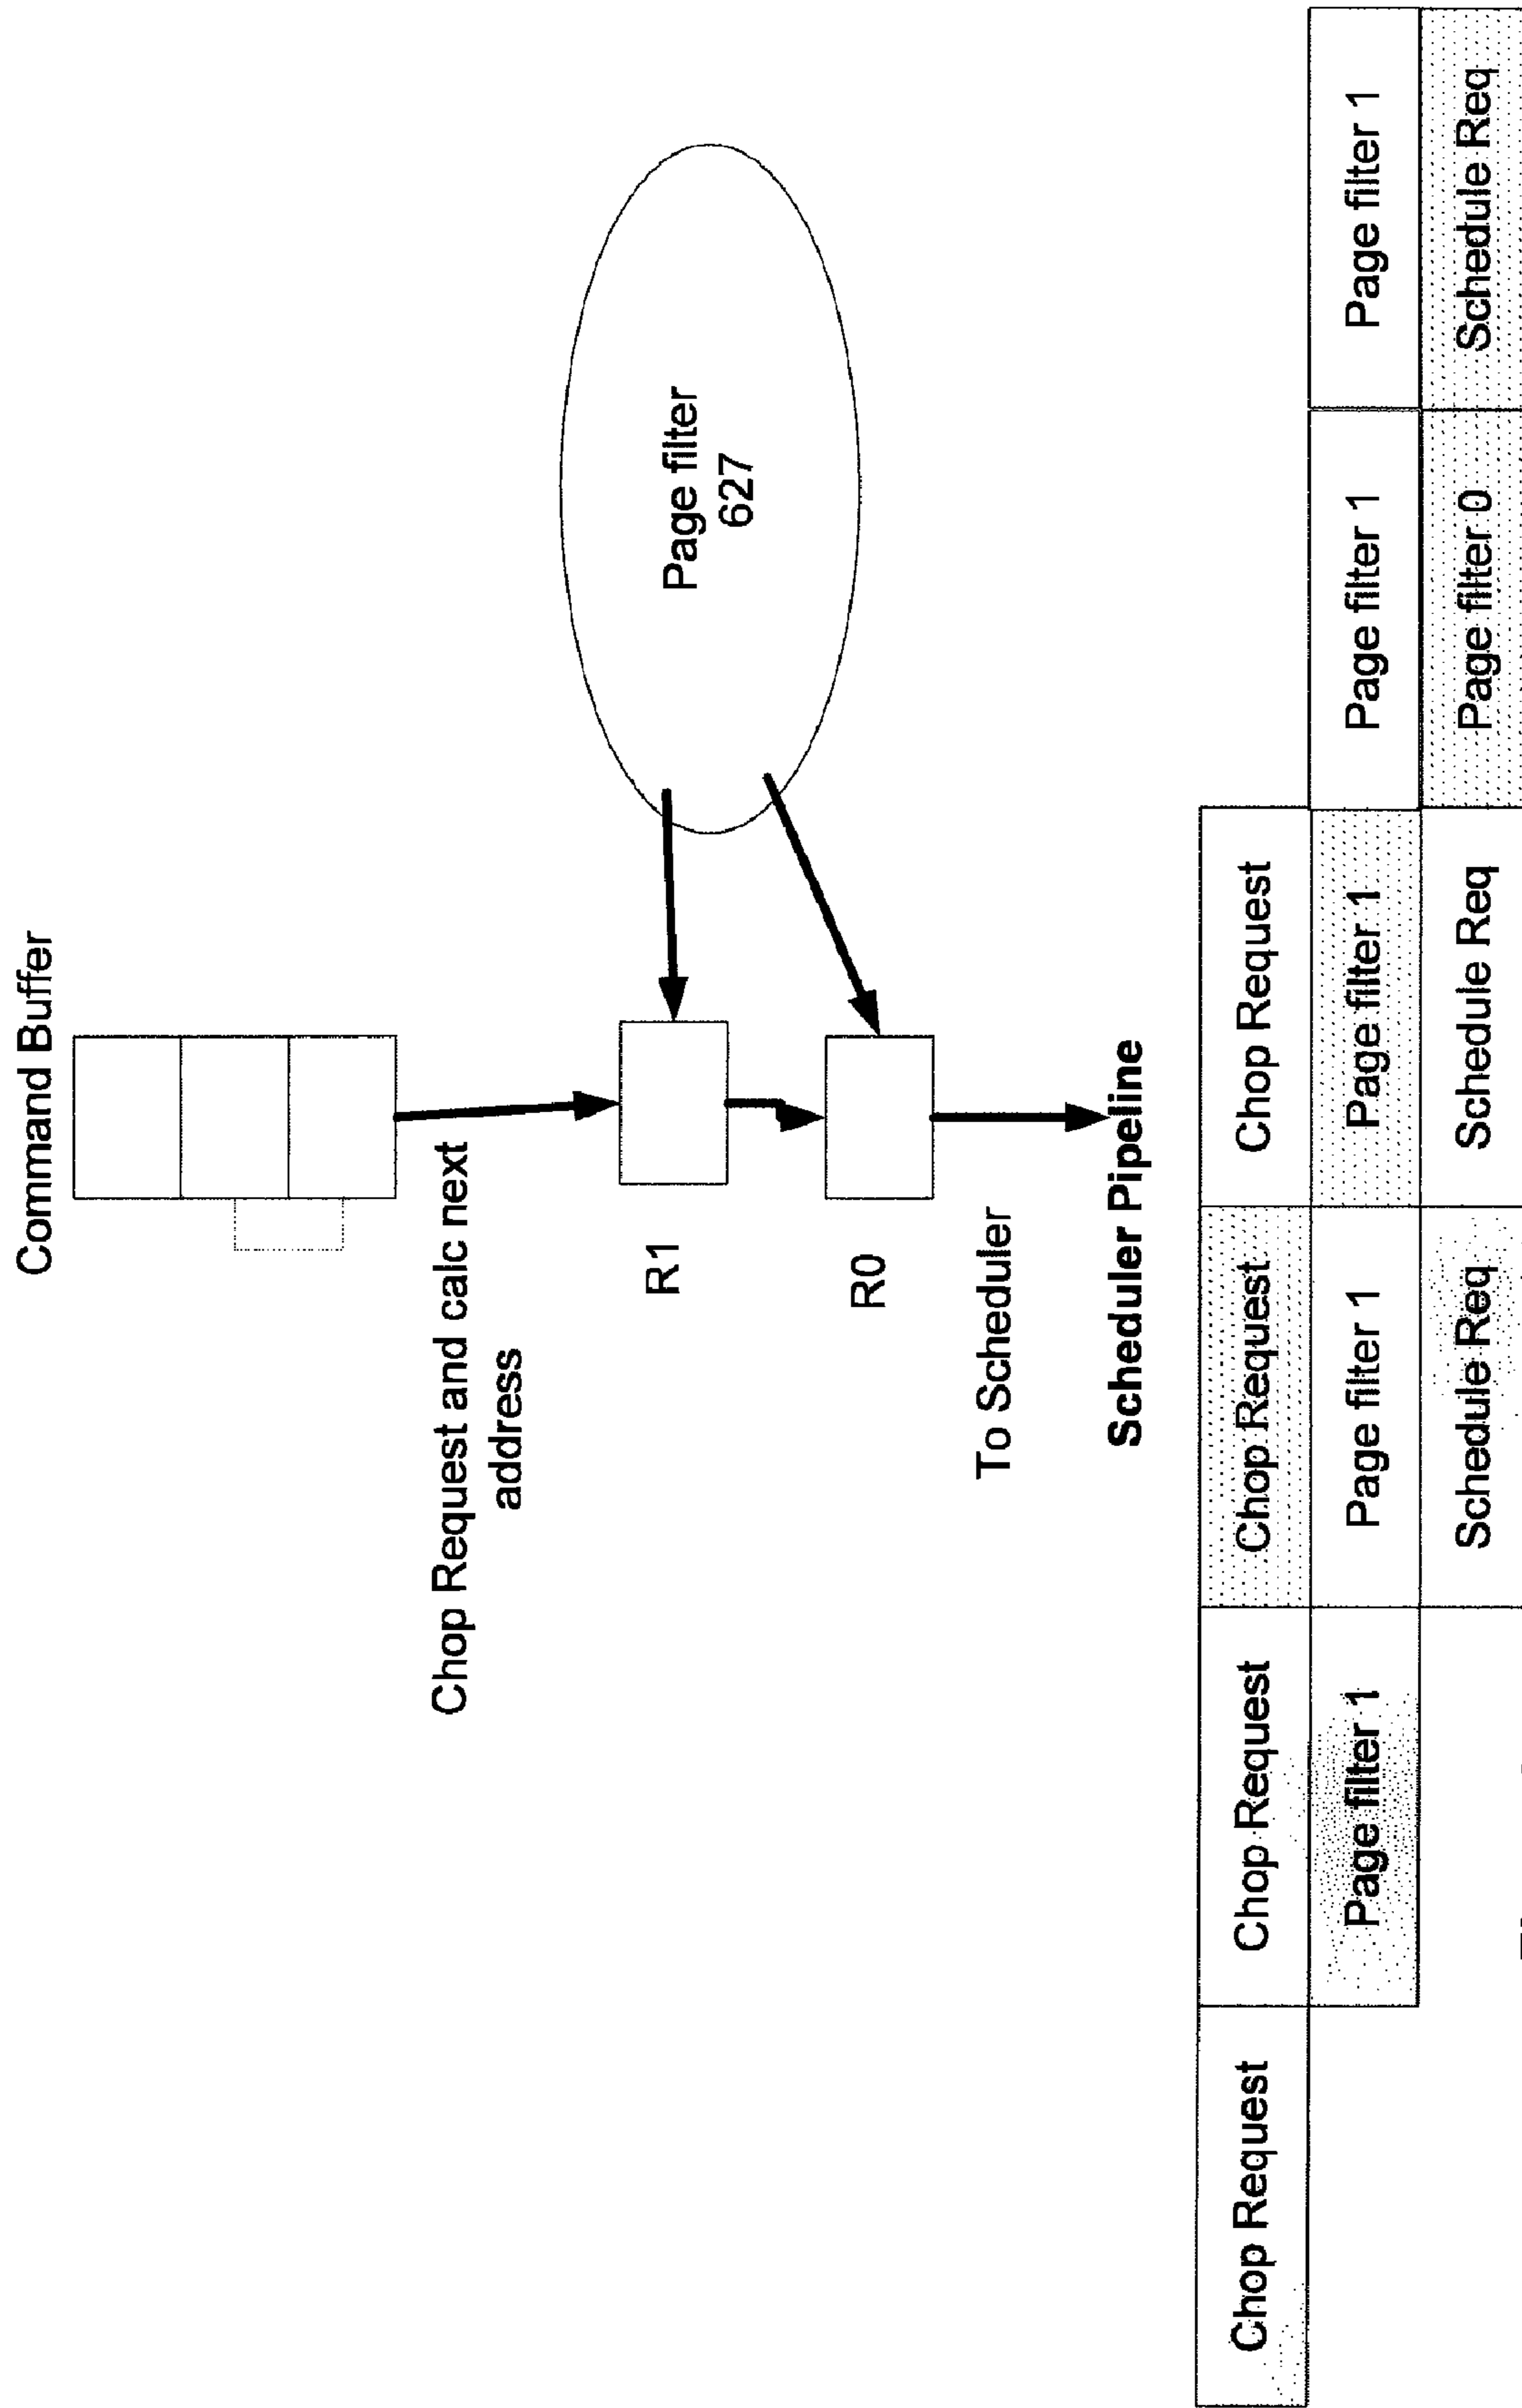 Command Buffer
Chop Request and calc next
address
R1
Page filter
627
R0
To Scheduler
Scheduler Pipeline
Chop Request
Chop Request
Chop Request
Chop Request
Page filter 1
Page filter 1
Page filter 1
Page filter 1
Page filter 1
Schedule Req
Schedule Req
Page filter 0
Schedule Req